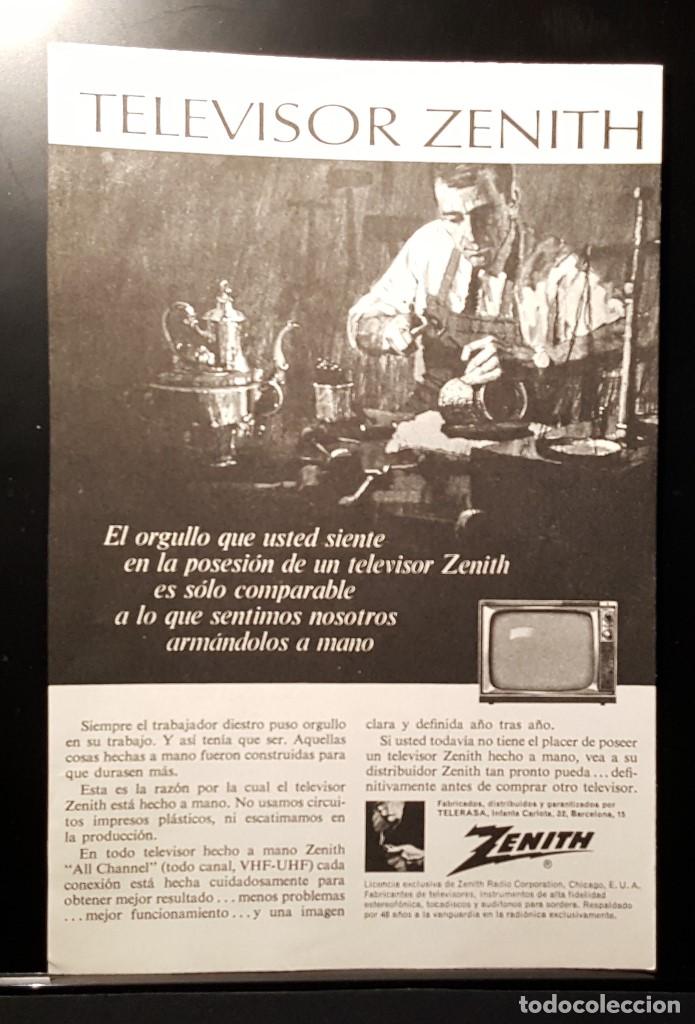 TELEVISOR ZENITH
El orgullo que usted siente
en la posesión de un televisor Zenith
es sólo comparable
a lo que sentimos nosotros
armándolos a mano
Siempre el trabajador diestro puso orgullo
en su trabajo. Y así tenía que ser. Aquellas
cosas hechas a mano fueron construidas para
que durasen más.
Esta es la razón por la cual el televisor
Zenith está hecho a mano. No usamos circui-
tos impresos plásticos, ni escatimamos en
la producción.
En todo televisor hecho a mano Zenith
"All Channel" (todo canal, VHF-UHF) cada
conexión está hecha cuidadosamente para
obtener mejor resultado...menos problemas
...mejor funcionamiento...y una imagen
clara y definida año tras año.
Si usted todavía no tiene el placer de poseer
un televisor Zenith hecho a mano, vea a su
distribuidor Zenith tan pronto pueda...defi-
nitivamente antes de comprar otro televisor.
Fabricados, distribuidos y garantizados por
TELERASA, Infanta Carlota, 32, Barcelona, 15
ZENITH
®
Licencia exclusiva de Zenith Radio Corporation, Chicago, E. U. A.
Fabricantes de televisores, instrumentos de alta fidelidad
estereofónica, tocadiscos y audífonos para sordera. Respaldado
por 48 años a la vanguardia en la radiónica exclusivamente.
todocoleccion